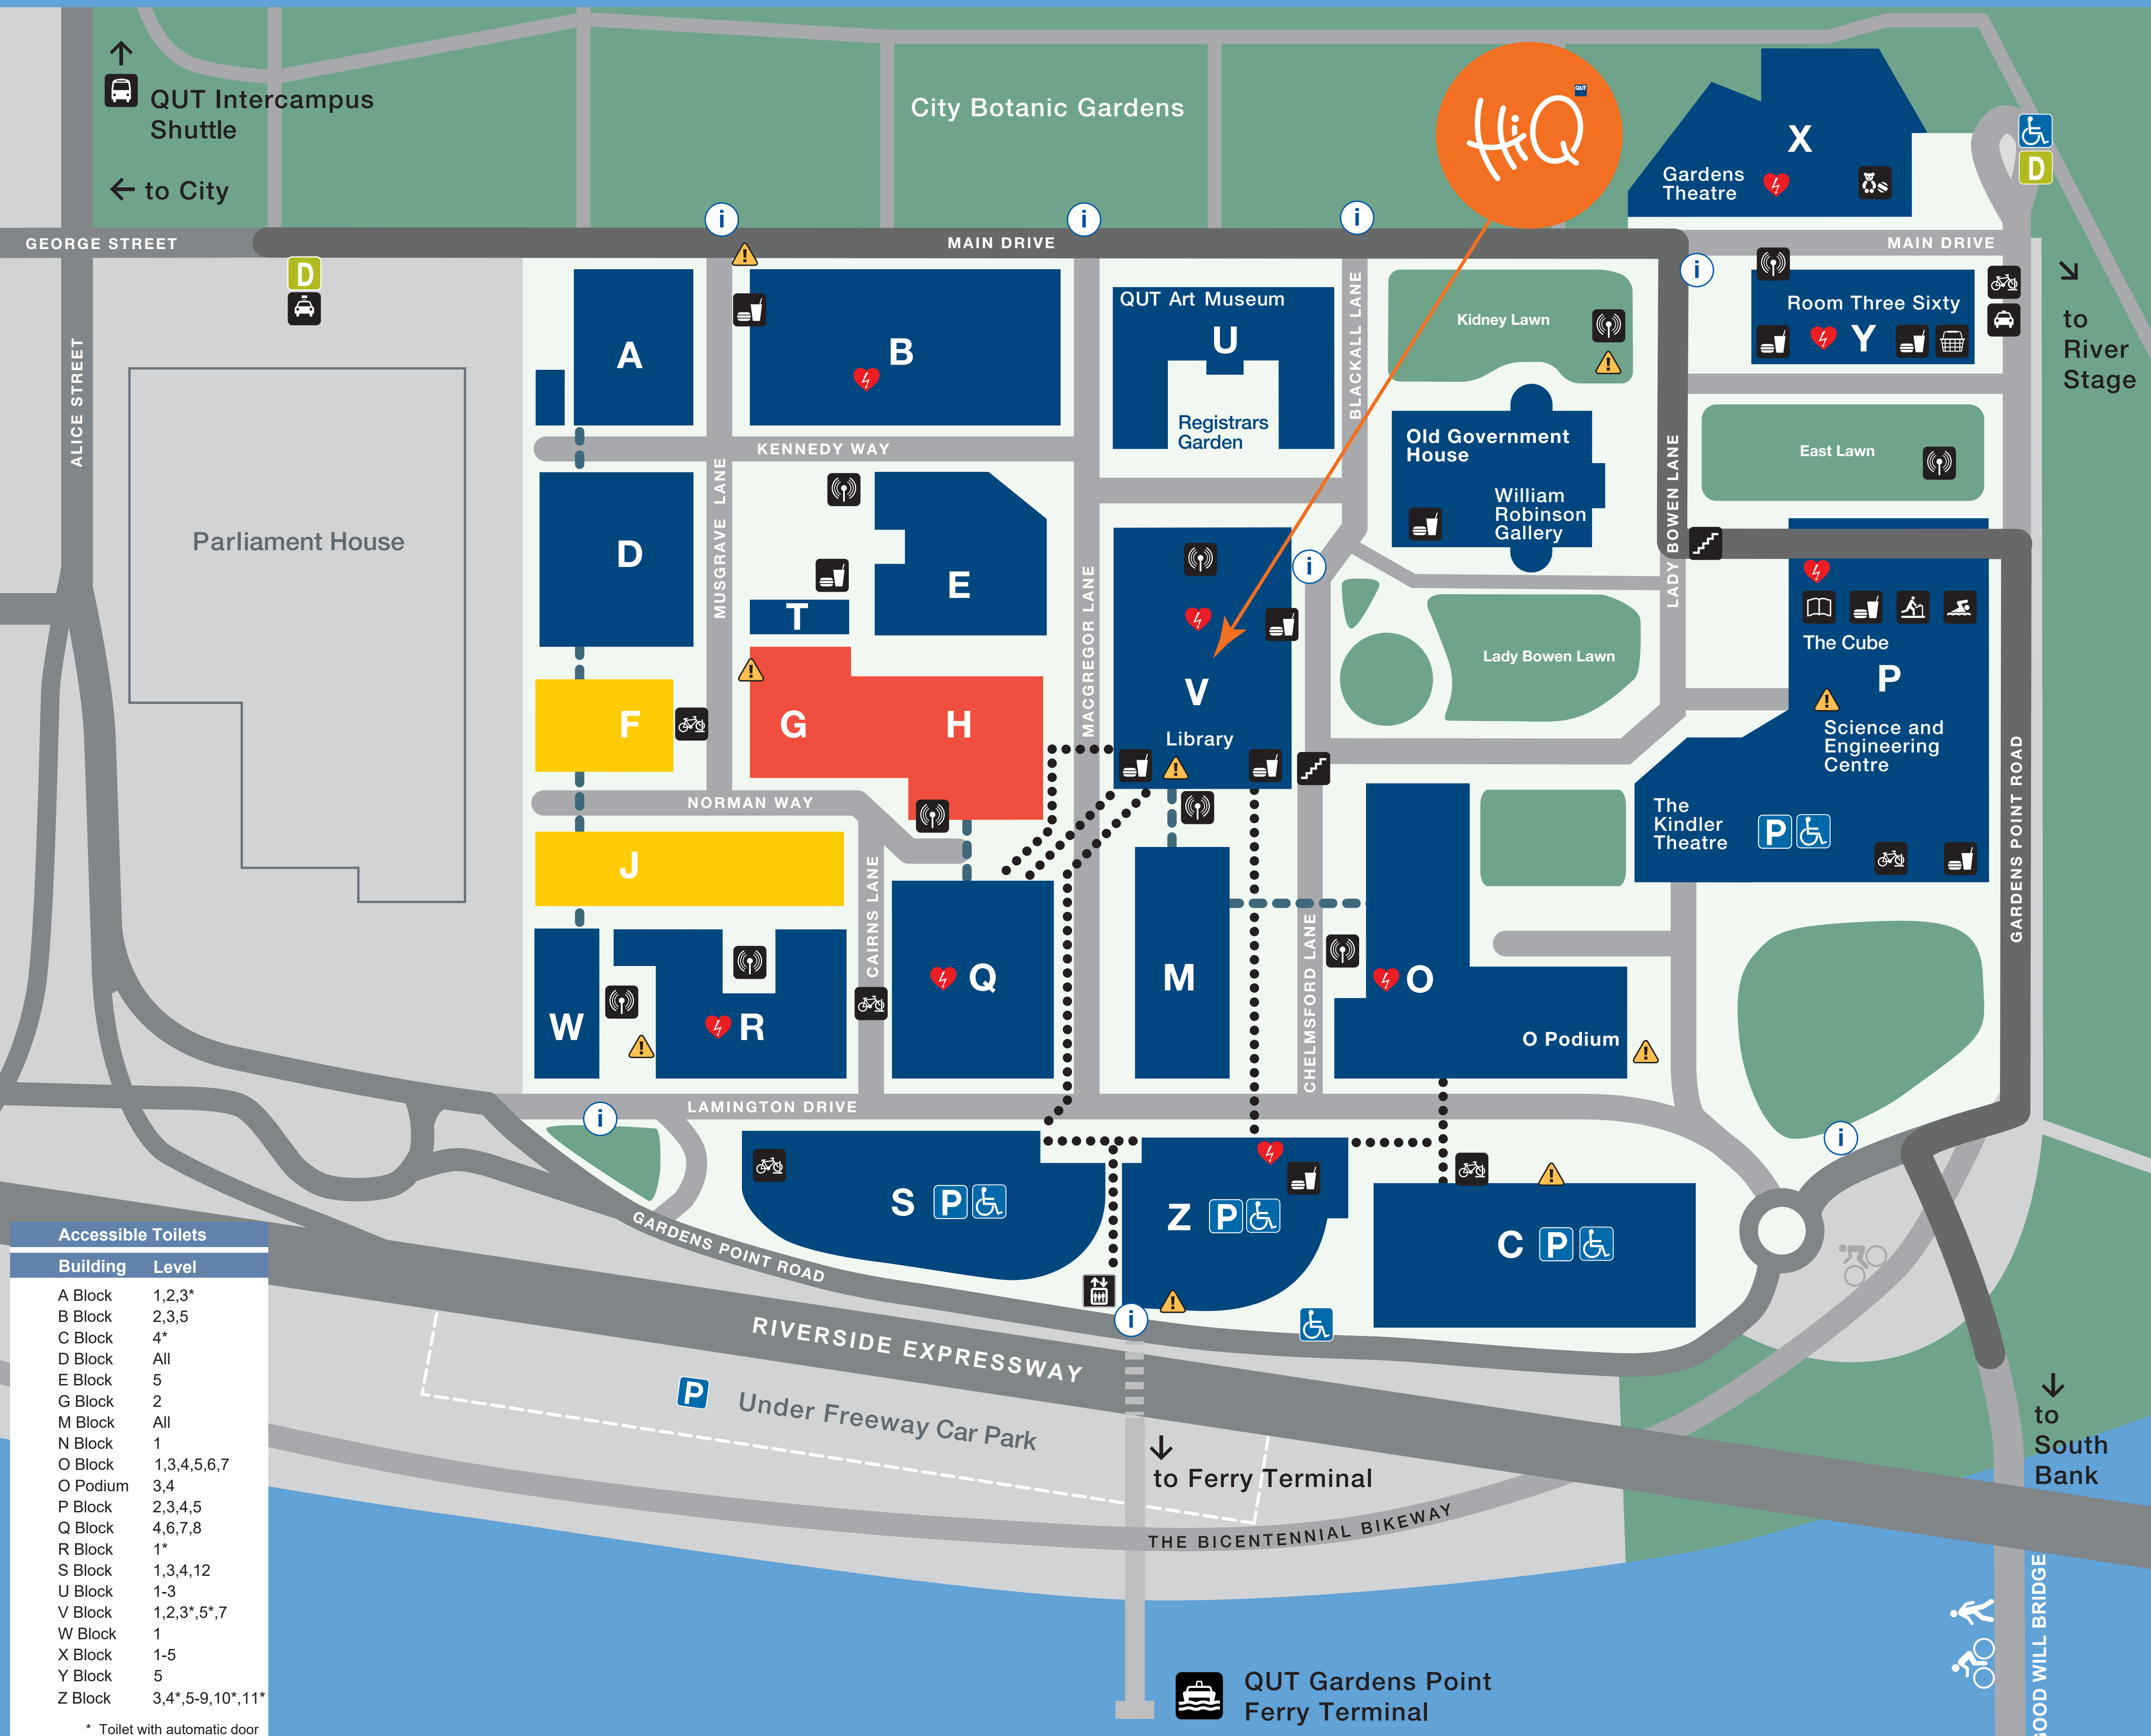 QUT Intercampus
Shuttle
← to City
City Botanic Gardens
HiQ
QUT
X
Gardens
Theatre
D
GEORGE STREET
MAIN DRIVE
MAIN DRIVE
i
i
i
i
D
ALICE STREET
Parliament House
A
B
QUT Art Museum
U
Registrars
Garden
BLACKALL LANE
Kidney Lawn
Room Three Sixty
Y
to
River
Stage
KENNEDY WAY
MUSGRAVE LANE
Old Government
House
William
Robinson
Gallery
LADY BOWEN LANE
East Lawn
D
T
E
MACGREGOR LANE
i
V
Library
Lady Bowen Lawn
The Cube
P
Science and
Engineering
Centre
The
Kindler
Theatre
P
GARDENS POINT ROAD
F
G
H
NORMAN WAY
J
CAIRNS LANE
W
R
Q
M
CHELMSFORD LANE
O
O Podium
LAMINGTON DRIVE
i
i
S
P
Z
P
C
P
GARDENS POINT ROAD
i
RIVERSIDE EXPRESSWAY
P
Under Freeway Car Park
to Ferry Terminal
THE BICENTENNIAL BIKEWAY
to
South
Bank
GOOD WILL BRIDGE
QUT Gardens Point
Ferry Terminal
Accessible Toilets
Building Level
A Block 1,2,3*
B Block 2,3,5
C Block 4*
D Block All
E Block 5
G Block 2
M Block All
N Block 1
O Block 1,3,4,5,6,7
O Podium 3,4
P Block 2,3,4,5
Q Block 4,6,7,8
R Block 1*
S Block 1,3,4,12
U Block 1-3
V Block 1,2,3*,5*,7
W Block 1
X Block 1-5
Y Block 5
Z Block 3,4*,5-9,10*,11*
* Toilet with automatic door